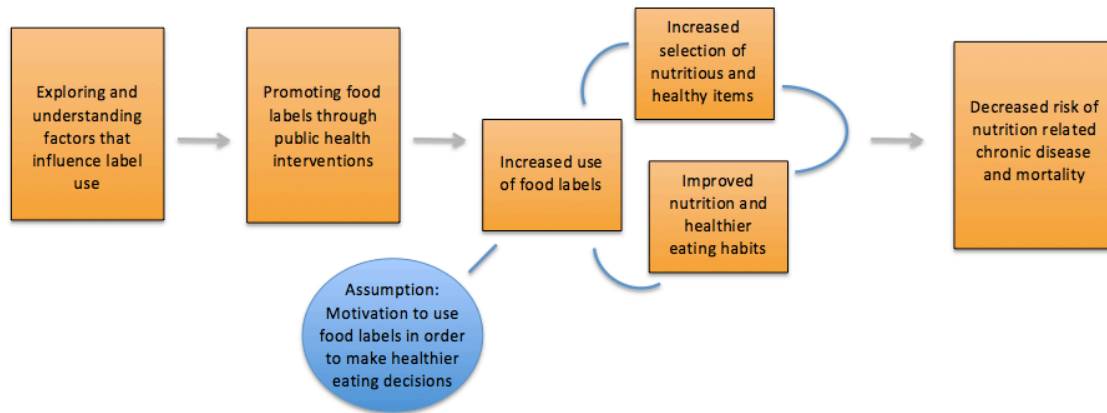 Exploring and
understanding
factors that
influence label
use
Promoting food
labels through
public health
interventions
Increased use
of food labels
Increased
selection of
nutritious and
healthy items
Improved
nutrition and
healthier
eating habits
Decreased risk of
nutrition related
chronic disease
and mortality
Assumption:
Motivation to use
food labels in order
to make healthier
eating decisions